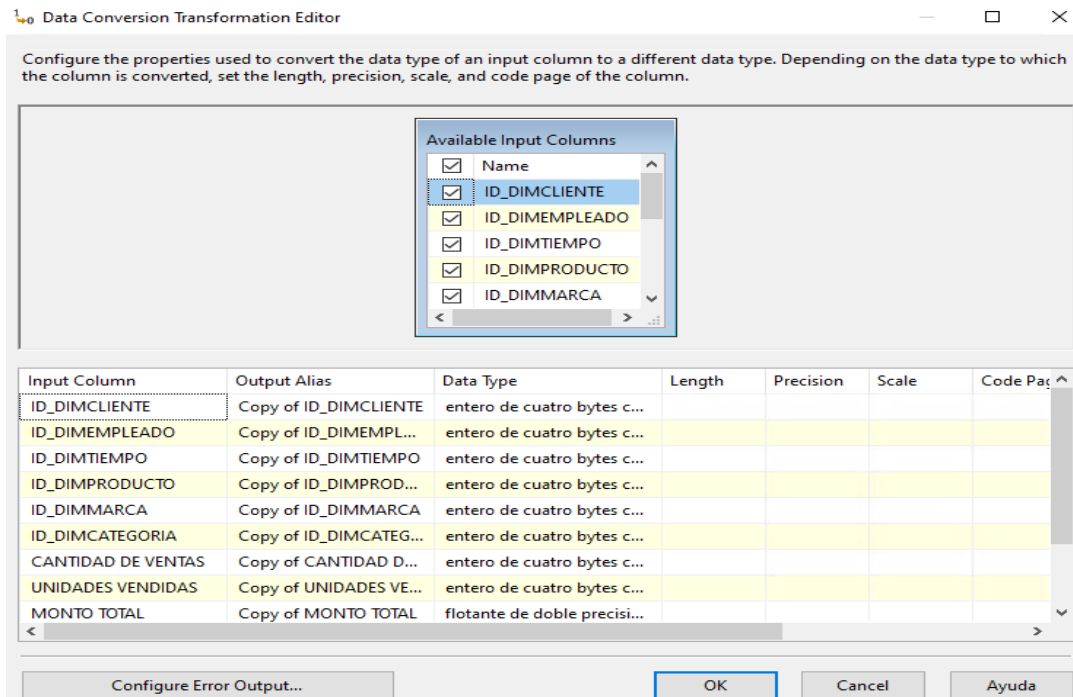 Data Conversion Transformation Editor
Configure the properties used to convert the data type of an input column to a different data type. Depending on the data type to which
the column is converted, set the length, precision, scale, and code page of the column.
Available Input Columns
Name
ID_DIMCLIENTE
ID_DIMEMPLEADO
ID_DIMTIEMPO
ID_DIMPRODUCTO
ID_DIMMARCA
Input Column Output Alias Data Type Length Precision Scale Code Pag
ID_DIMCLIENTE Copy of ID_DIMCLIENTE entero de cuatro bytes c...
ID_DIMEMPLEADO Copy of ID_DIMEMPL... entero de cuatro bytes c...
ID_DIMTIEMPO Copy of ID_DIMTIEMPO entero de cuatro bytes c...
ID_DIMPRODUCTO Copy of ID_DIMPROD... entero de cuatro bytes c...
ID_DIMMARCA Copy of ID_DIMMARCA entero de cuatro bytes c...
ID_DIMCATEGORIA Copy of ID_DIMCATEG... entero de cuatro bytes c...
CANTIDAD DE VENTAS Copy of CANTIDAD D... entero de cuatro bytes c...
UNIDADES VENDIDAS Copy of UNIDADES VE... entero de cuatro bytes c...
MONTO TOTAL Copy of MONTO TOTAL flotante de doble precisi...
Configure Error Output... OK Cancel Ayuda